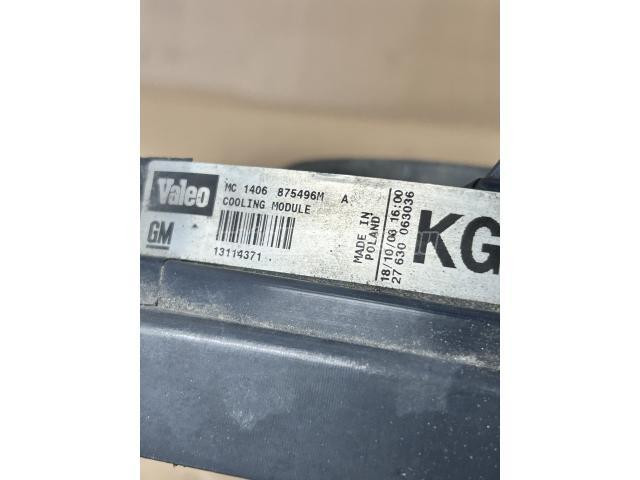 Valeo
MC 1406 875496M A
COOLING MODULE
GM
13114371
MADE IN
POLAND
18/10/08 16:00
27 630 063036
KG